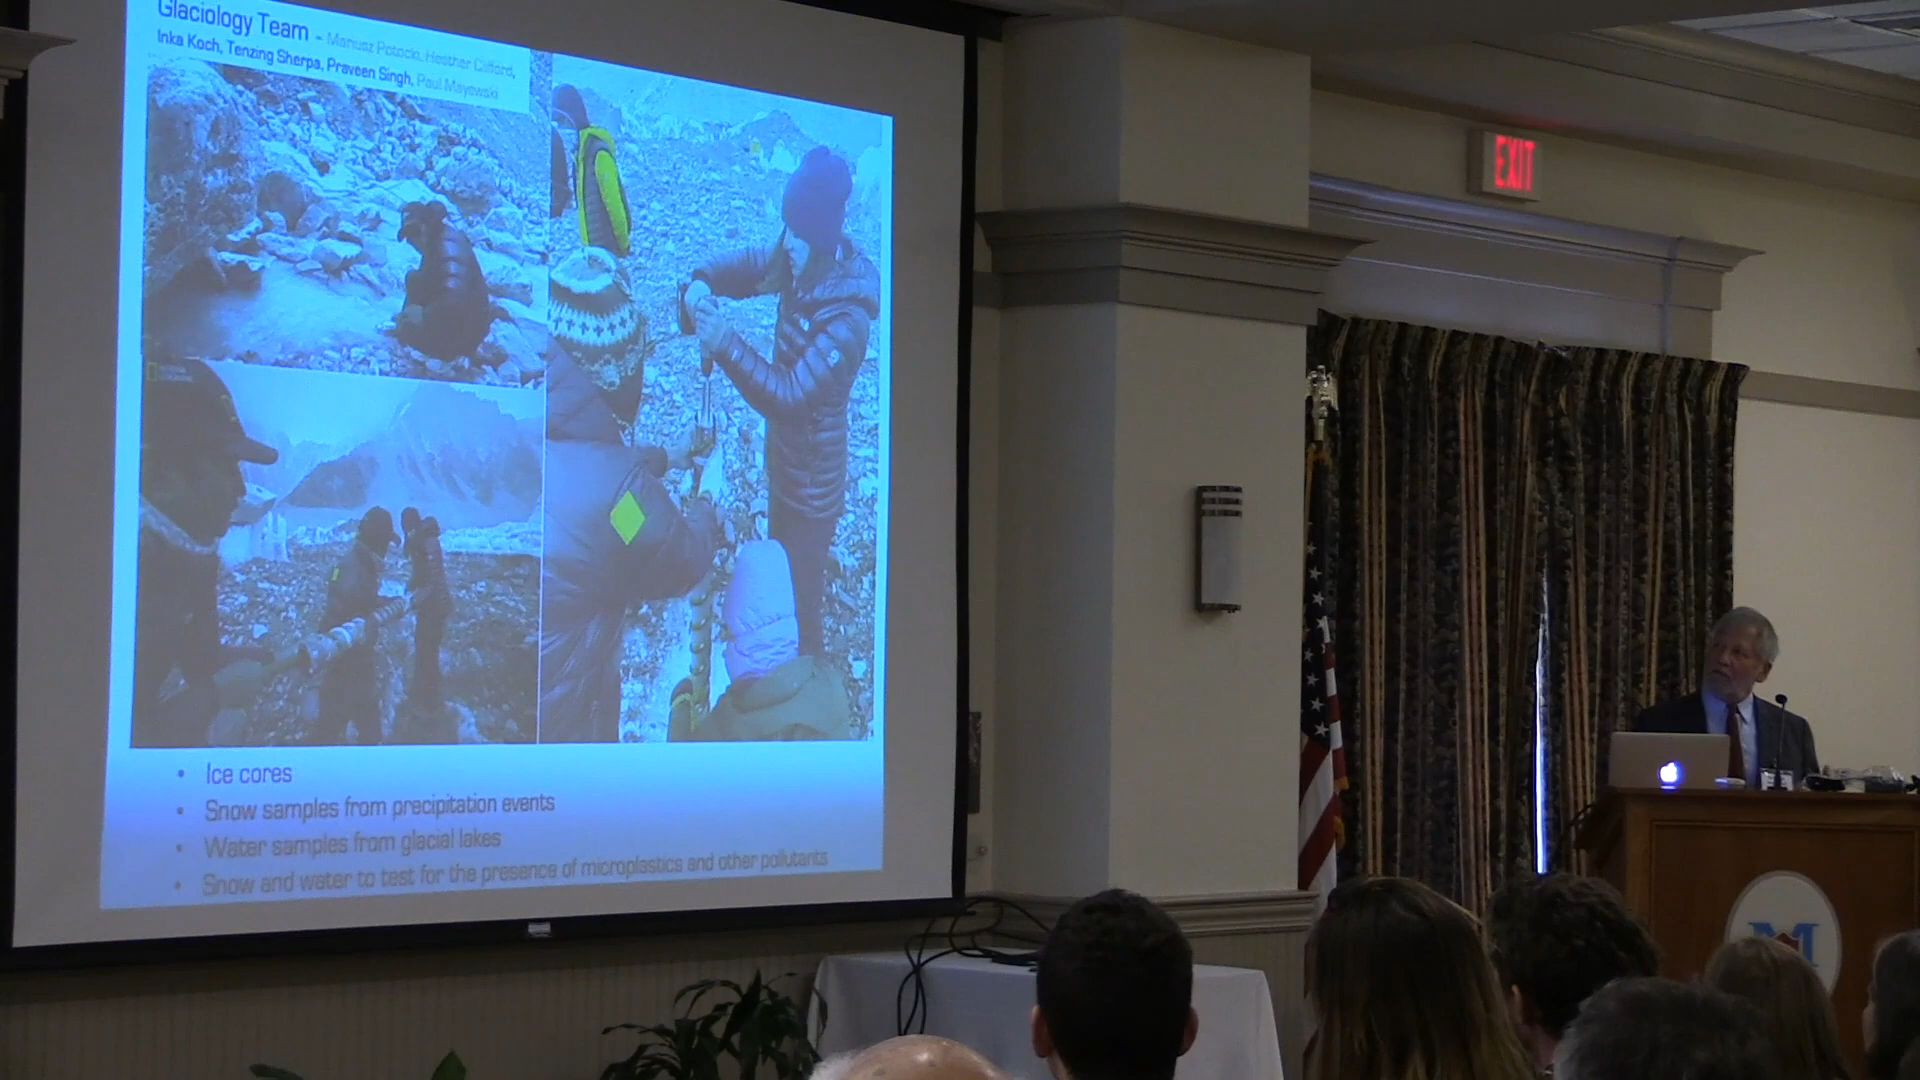 Glaciology Team - Mariusz Potocki, Heather Clifford,
Inka Koch, Tenzing Sherpa, Praveen Singh, Paul Mayewski
NATIONAL GEOGRAPHIC
• Ice cores
• Snow samples from precipitation events
• Water samples from glacial lakes
• Snow and water to test for the presence of microplastics and other pollutants
EXIT
M